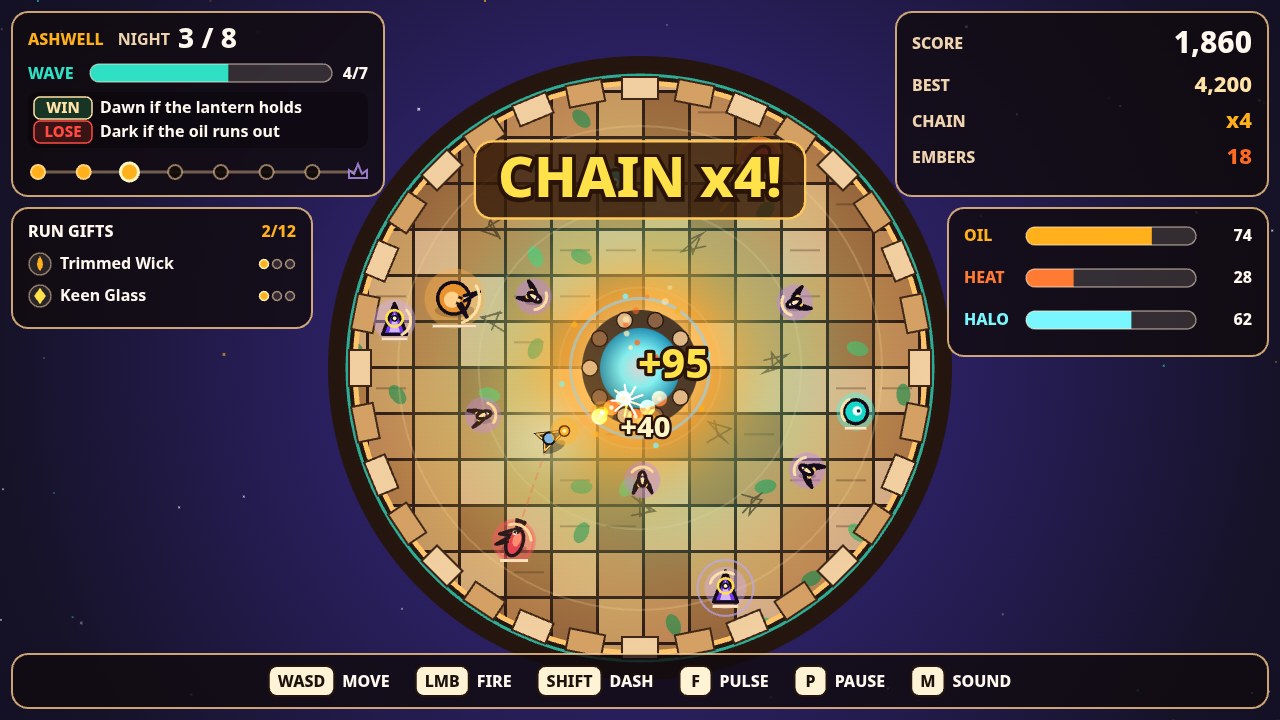 ASHWELL NIGHT 3 / 8
WAVE 4/7
WIN Dawn if the lantern holds
LOSE Dark if the oil runs out
RUN GIFTS 2/12
Trimmed Wick
Keen Glass
CHAIN x4!
+95
+40
SCORE 1,860
BEST 4,200
CHAIN x4
EMBERS 18
OIL 74
HEAT 28
HALO 62
WASD MOVE LMB FIRE SHIFT DASH F PULSE P PAUSE M SOUND